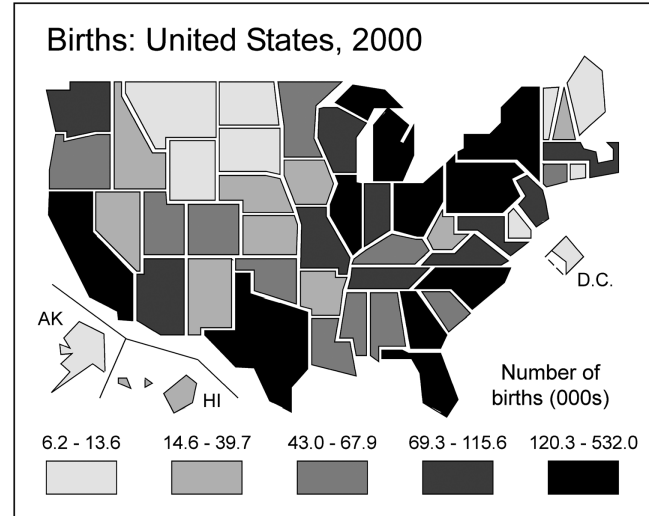 Births: United States, 2000
D.C.
AK
HI
Number of
births (000s)
6.2 - 13.6
14.6 - 39.7
43.0 - 67.9
69.3 - 115.6
120.3 - 532.0